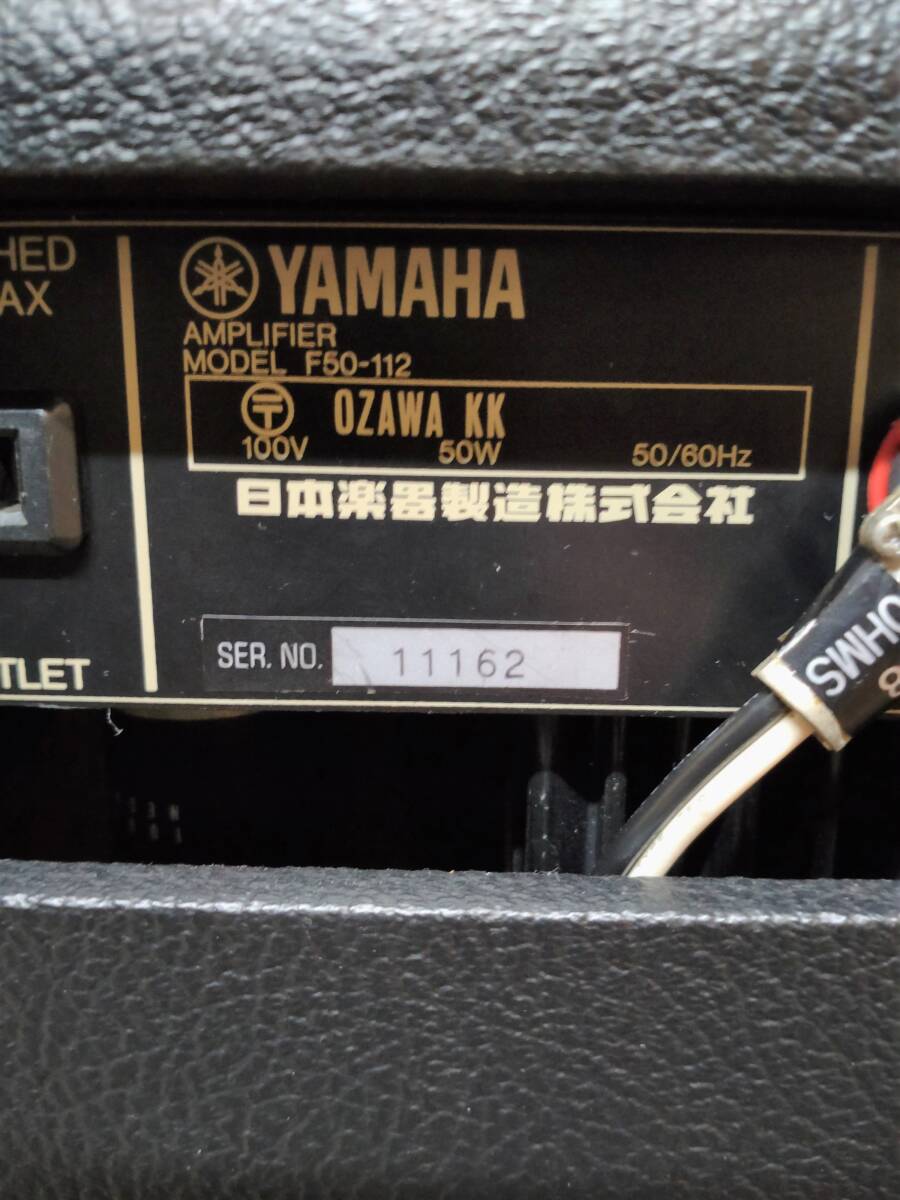 HED
AX
YAMAHA
AMPLIFIER
MODEL F50-112
〒 OZAWA KK
100V 50W 50/60Hz
日本楽器製造株式会社
SER. NO. 11162
TLET
8 OHMS